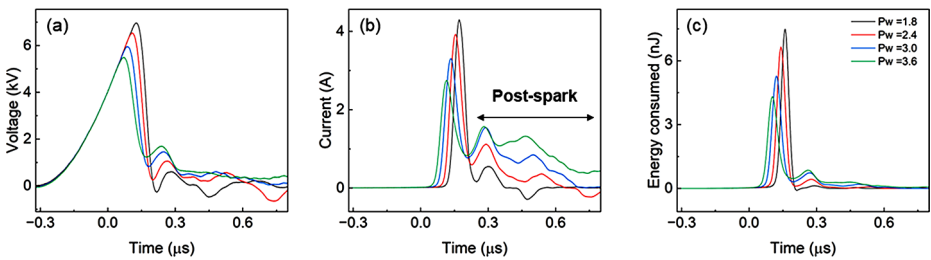 (a)
Voltage (kV)
6
4
2
0
-0.3
0.0
0.3
0.6
Time (μs)
(b)
Current (A)
4
2
0
-0.3
0.0
0.3
0.6
Time (μs)
Post-spark
(c)
Energy consumed (nJ)
6
3
0
-0.3
0.0
0.3
0.6
Time (μs)
Pw =1.8
Pw =2.4
Pw =3.0
Pw =3.6